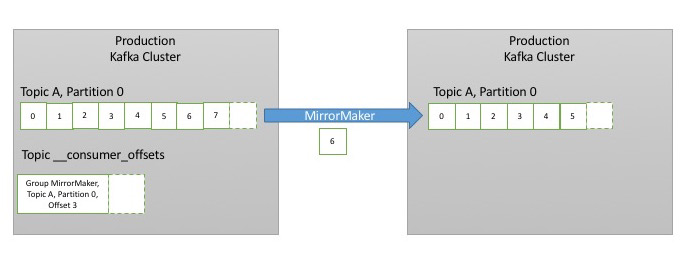 Production
Kafka Cluster
Topic A, Partition 0
0 1 2 3 4 5 6 7
Topic __consumer_offsets
Group MirrorMaker,
Topic A, Partition 0,
Offset 3
MirrorMaker
6
Production
Kafka Cluster
Topic A, Partition 0
0 1 2 3 4 5